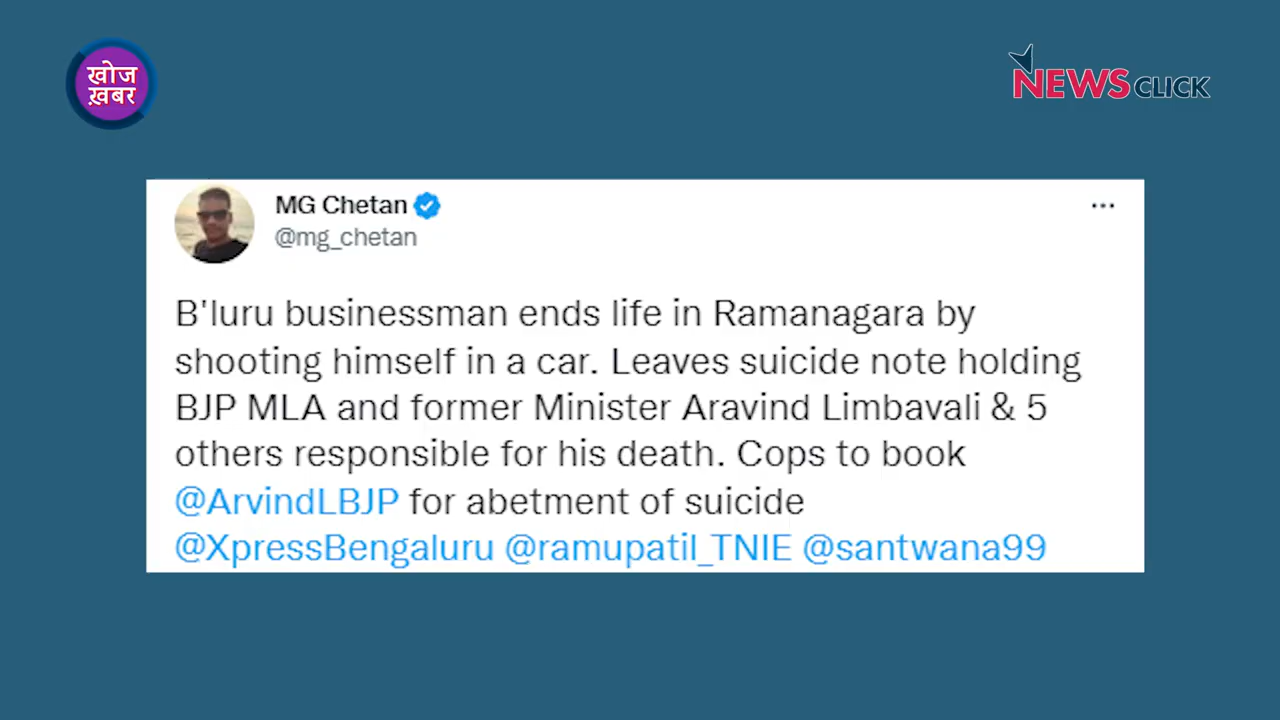 खोज
ख़बर
NEWSCLICK
MG Chetan
@mg_chetan
B'luru businessman ends life in Ramanagara by
shooting himself in a car. Leaves suicide note holding
BJP MLA and former Minister Aravind Limbavali & 5
others responsible for his death. Cops to book
@ArvindLBJP for abetment of suicide
@XpressBengaluru @ramupatil_TNIE @santwana99